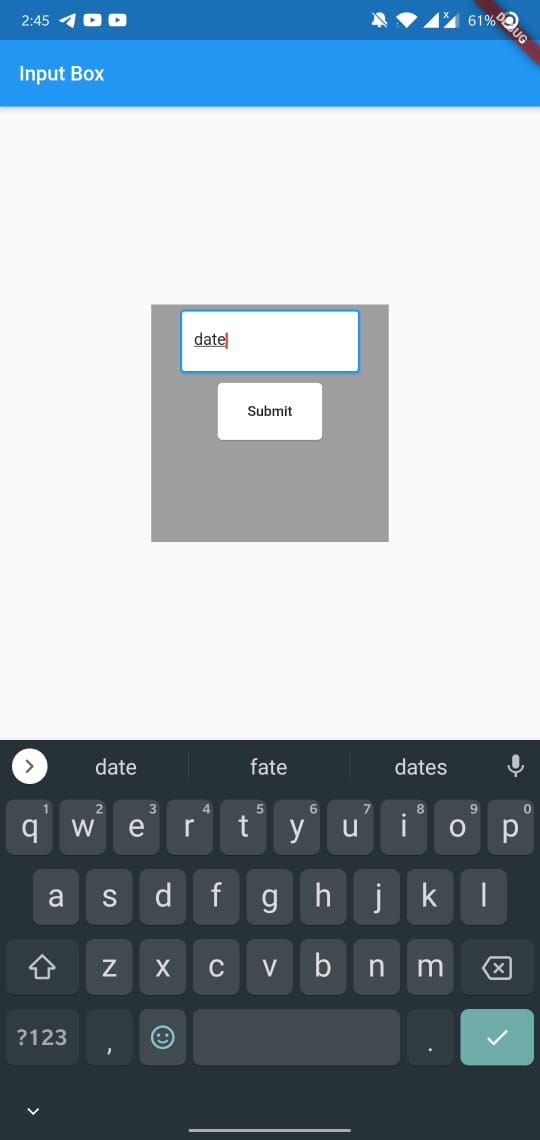 2:45
x
61%
DEBUG
Input Box
date
Submit
date fate dates
1 2 3 4 5 6 7 8 9 0
q w e r t y u i o p
a s d f g h j k l
z x c v b n m
?123 , .